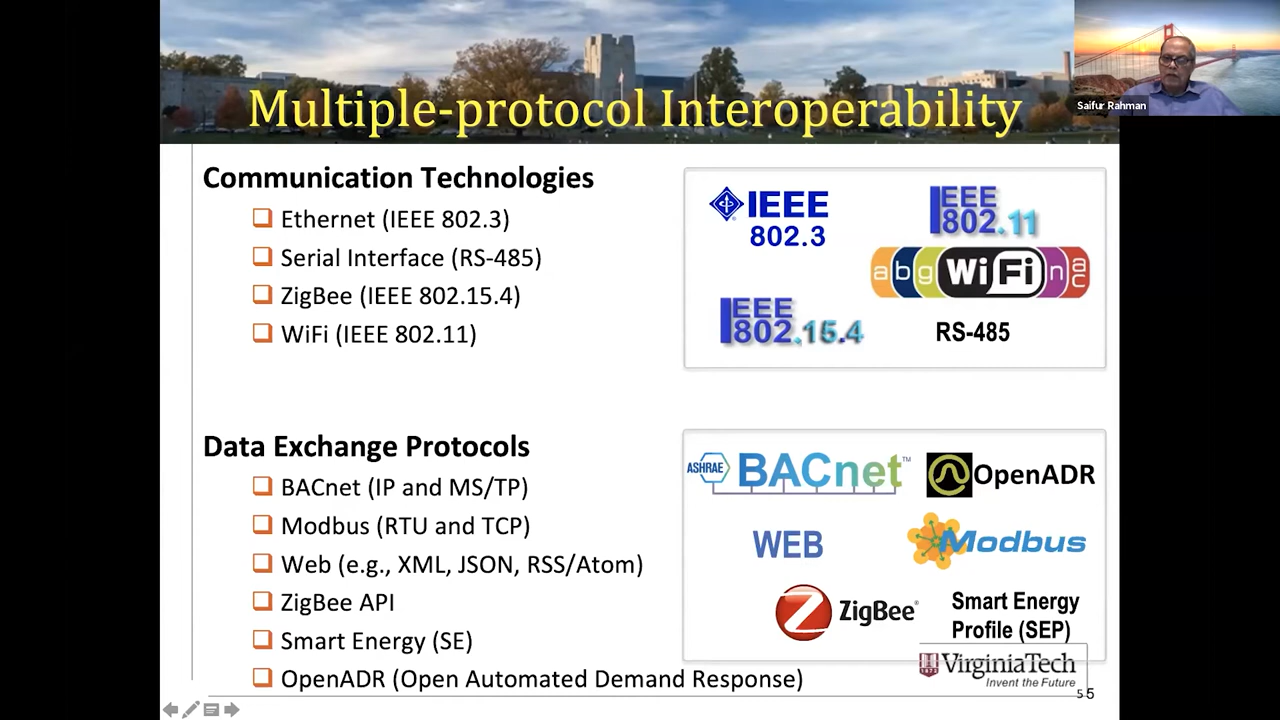 Multiple-protocol Interoperability
Saifur Rahman
Communication Technologies
Ethernet (IEEE 802.3)
Serial Interface (RS-485)
ZigBee (IEEE 802.15.4)
WiFi (IEEE 802.11)
IEEE
802.3
IEEE
802.11
a b g WiFi n ac
IEEE
802.15.4
RS-485
Data Exchange Protocols
BACnet (IP and MS/TP)
Modbus (RTU and TCP)
Web (e.g., XML, JSON, RSS/Atom)
ZigBee API
Smart Energy (SE)
OpenADR (Open Automated Demand Response)
ASHRAE BACnet™
OpenADR
WEB
Modbus
ZigBee®
Smart Energy
Profile (SEP)
VirginiaTech
Invent the Future
55